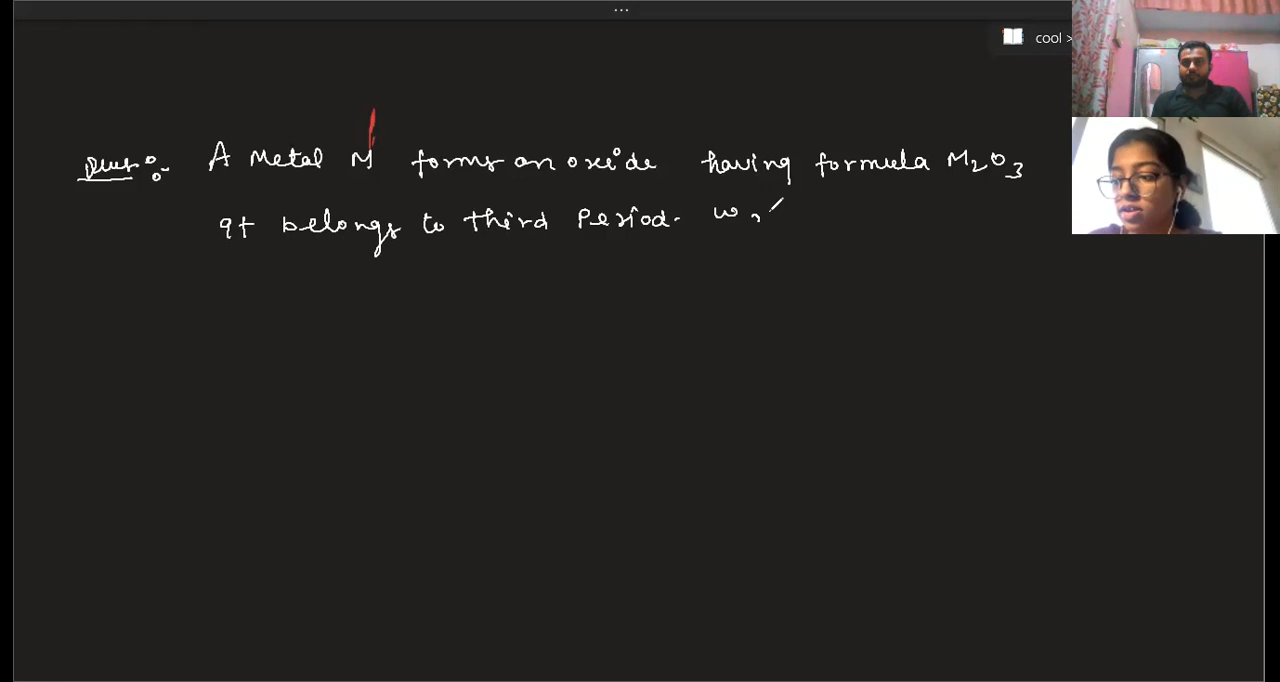 cool >
Ques:- A Metal M forms an oxide having formula M₂O₃
It belongs to third Period. w